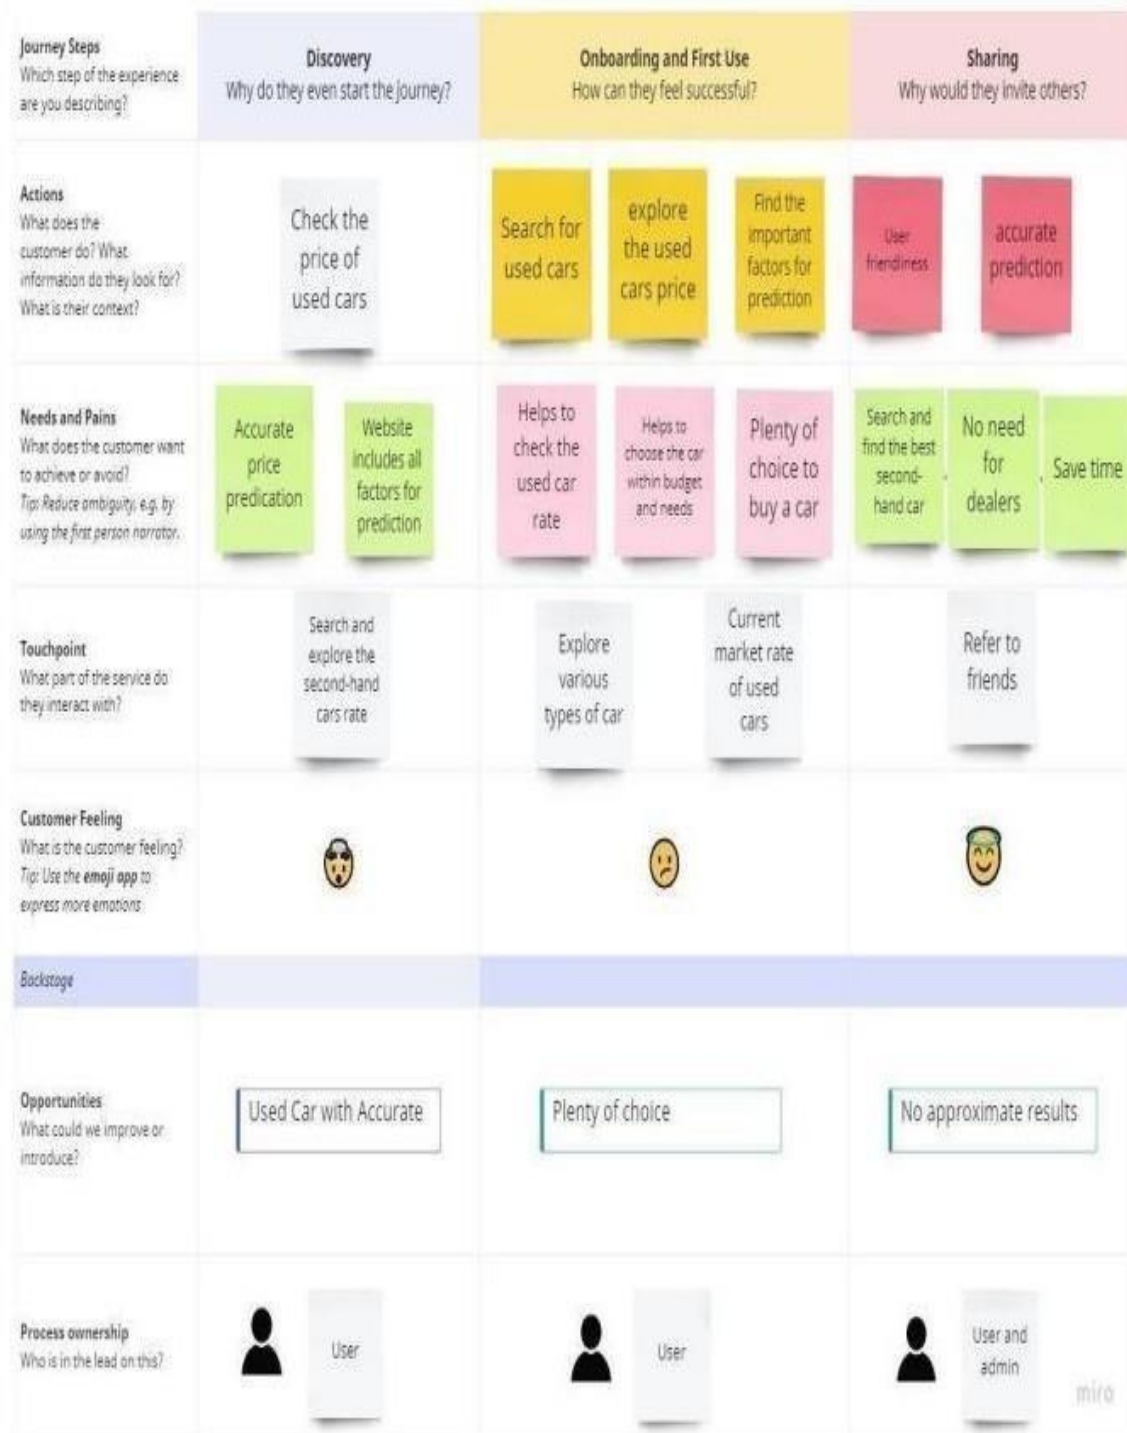 Journey Steps
Which step of the experience
are you describing?
Discovery
Why do they even start the journey?
Onboarding and First Use
How can they feel successful?
Sharing
Why would they invite others?
Actions
What does the
customer do? What
information do they look for?
What is their context?
Check the
price of
used cars
Search for
used cars
explore
the used
cars price
Find the
important
factors for
prediction
User
friendliness
accurate
prediction
Needs and Pains
What does the customer want
to achieve or avoid?
Tip: Reduce ambiguity, e.g. by
using the first person narrator.
Accurate
price
predication
Website
includes all
factors for
prediction
Helps to
check the
used car
rate
Helps to
choose the car
within budget
and needs
Plenty of
choice to
buy a car
Search and
find the best
second-
hand car
No need
for
dealers
Save time
Touchpoint
What part of the service do
they interact with?
Search and
explore the
second-hand
cars rate
Explore
various
types of car
Current
market rate
of used
cars
Refer to
friends
Customer Feeling
What is the customer feeling?
Tip: Use the emoji app to
express more emotions
Backstage
Opportunities
What could we improve or
introduce?
Used Car with Accurate
Plenty of choice
No approximate results
Process ownership
Who is in the lead on this?
User
User
User and
admin
miro